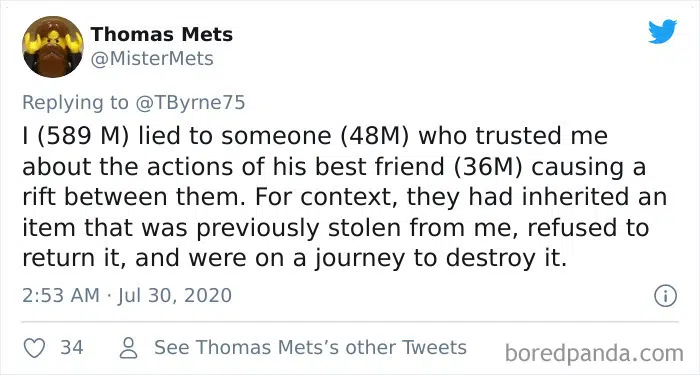 Thomas Mets
@MisterMets
Replying to @TByrne75
I (589 M) lied to someone (48M) who trusted me
about the actions of his best friend (36M) causing a
rift between them. For context, they had inherited an
item that was previously stolen from me, refused to
return it, and were on a journey to destroy it.
2:53 AM · Jul 30, 2020
34 See Thomas Mets’s other Tweets
boredpanda.com